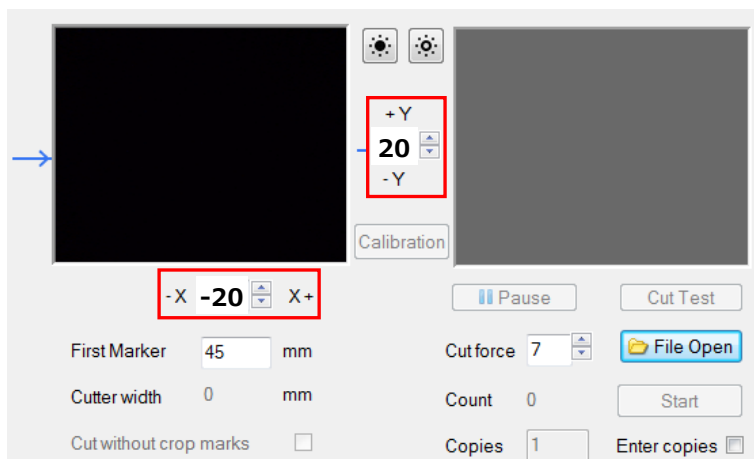 +Y
20
-Y
Calibration
-X -20 X+
Pause Cut Test
First Marker 45 mm Cut force 7 File Open
Cutter width 0 mm Count 0 Start
Cut without crop marks Copies 1 Enter copies